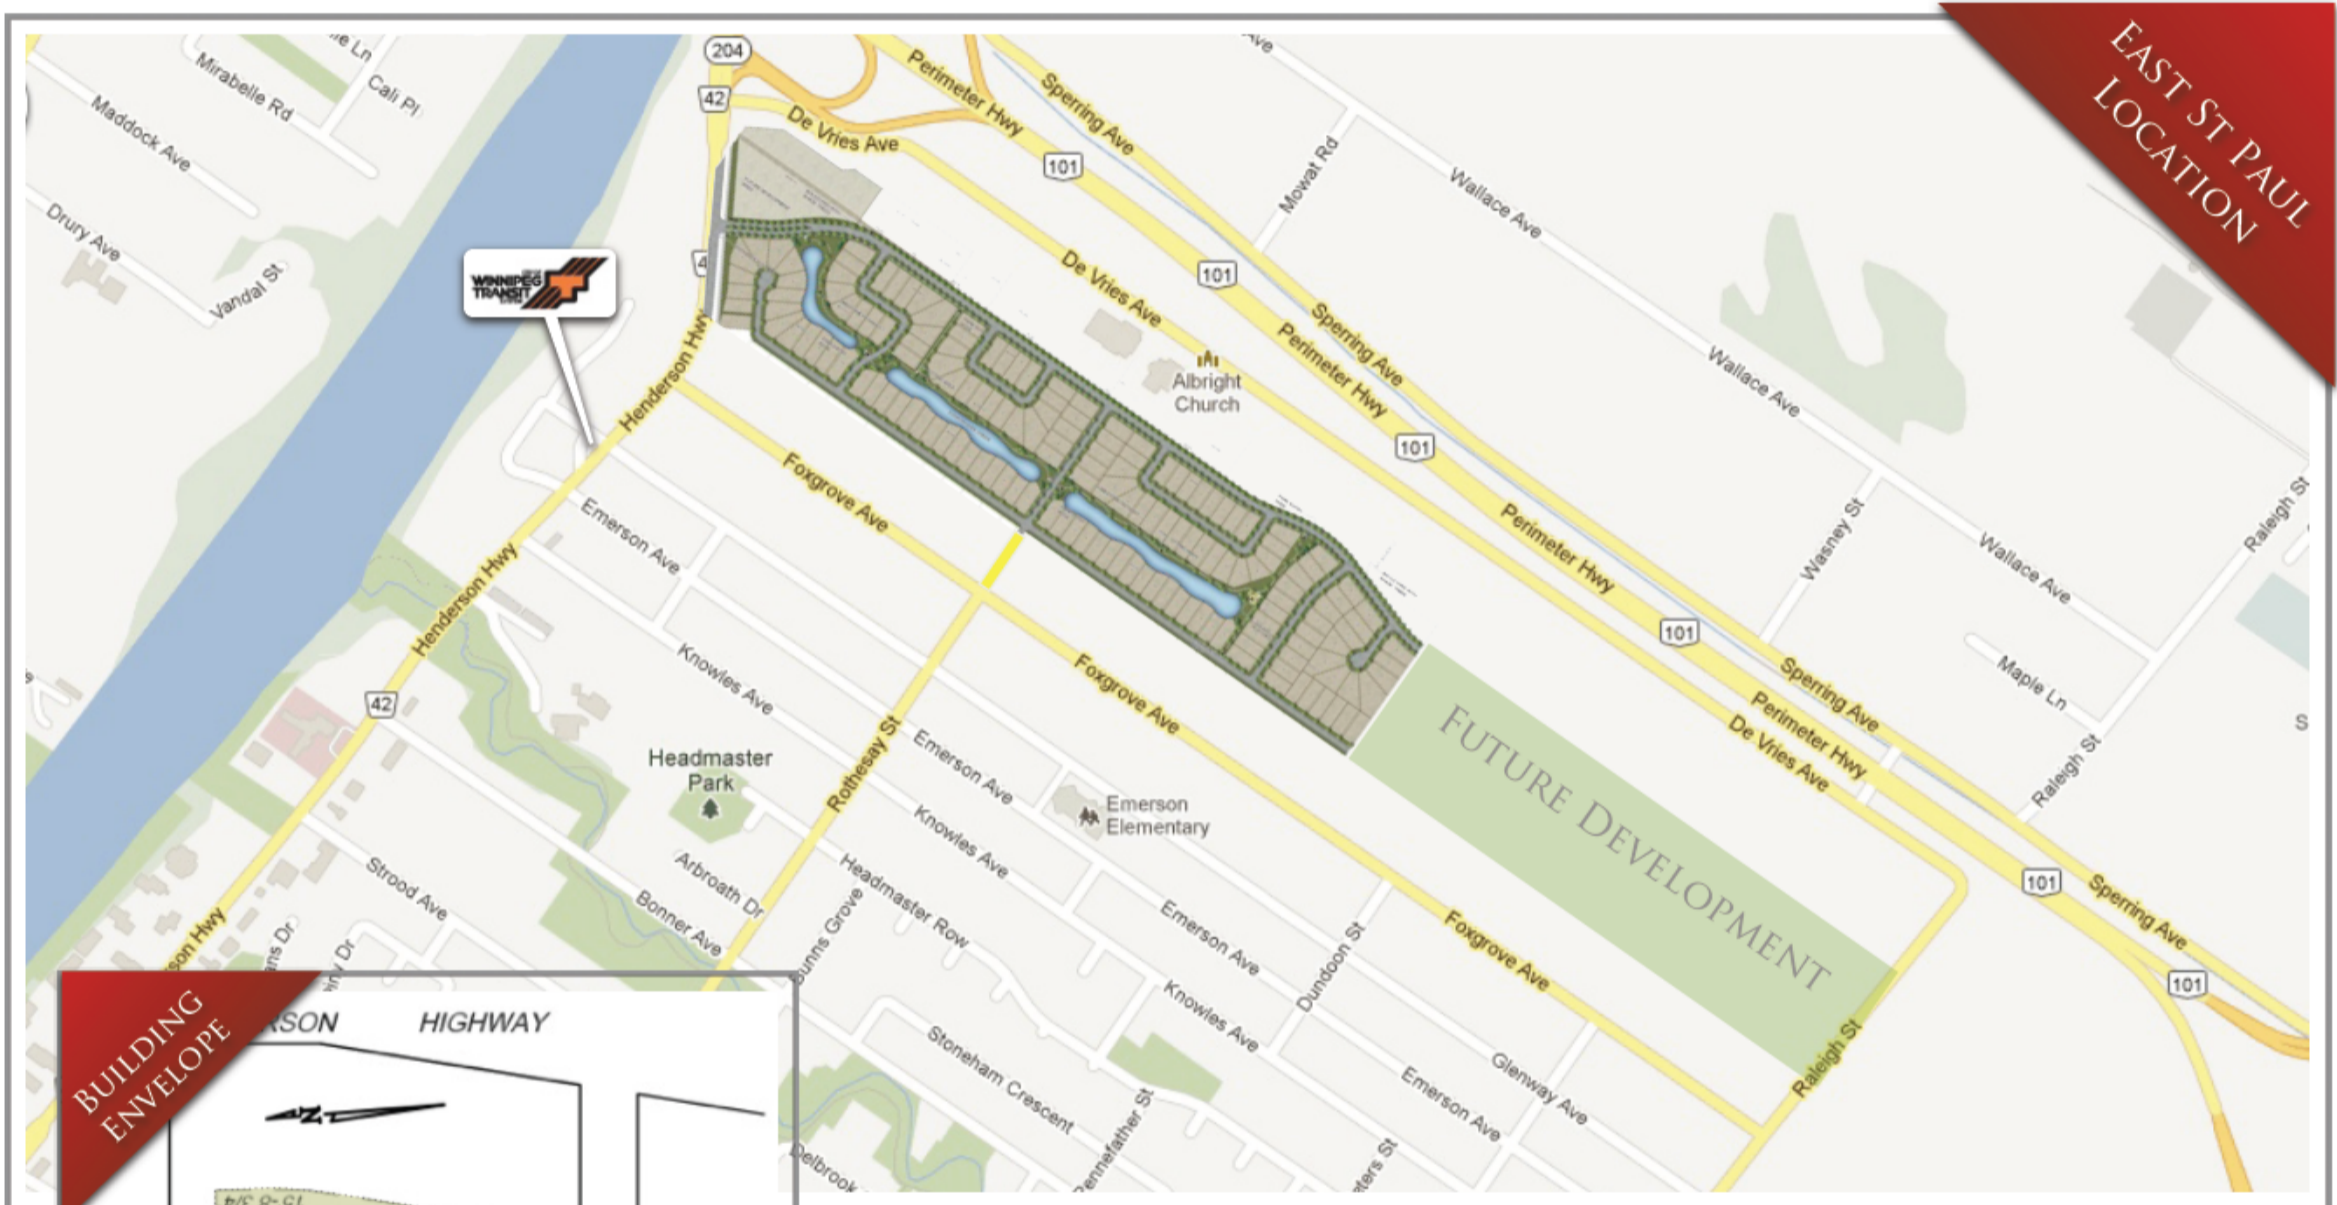 EAST ST PAUL
LOCATION
204
42
Cali Pl
Mirabelle Rd
Maddock Ave
Drury Ave
Vandal St
WINNIPEG
TRANSIT
De Vries Ave
Perimeter Hwy
Sperring Ave
101
Mowat Rd
Wallace Ave
Wallace Ave
Wallace Ave
101
De Vries Ave
Sperring Ave
Perimeter Hwy
Albright
Church
101
Henderson Hwy
Foxgrove Ave
Emerson Ave
Henderson Hwy
42
Knowles Ave
Perimeter Hwy
Wasney St
Raleigh St
101
Maple Ln
Sperring Ave
Perimeter Hwy
De Vries Ave
Raleigh St
Foxgrove Ave
Rothesay St
Headmaster
Park
Emerson Ave
Emerson
Elementary
Knowles Ave
FUTURE DEVELOPMENT
101
Sperring Ave
101
Strood Ave
Arbroath Dr
Bonner Ave
Headmaster Row
Emerson Ave
Dundoon St
Foxgrove Ave
Knowles Ave
Raleigh St
Stoneham Crescent
Glenway Ave
Emerson Ave
Delbrook
BUILDING
ENVELOPE
HIGHWAY
N